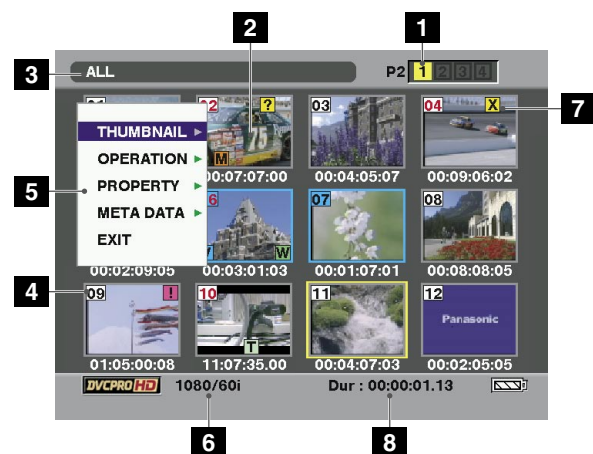 2
1
3
ALL
P2 1 2 3 4
02 ?
03
04 X
7
75
M
THUMBNAIL
OPERATION
PROPERTY
META DATA
EXIT
5
00:07:07:00
00:04:05:07
00:09:06:02
6
07
08
W
00:02:09:05
00:03:01:03
00:01:07:01
00:08:08:05
4
09 !
10
11
12
T
Panasonic
01:05:00:08
11:07:35.00
00:04:07:03
00:02:05:05
DVCPRO HD
1080/60i
Dur : 00:00:01.13
6
8